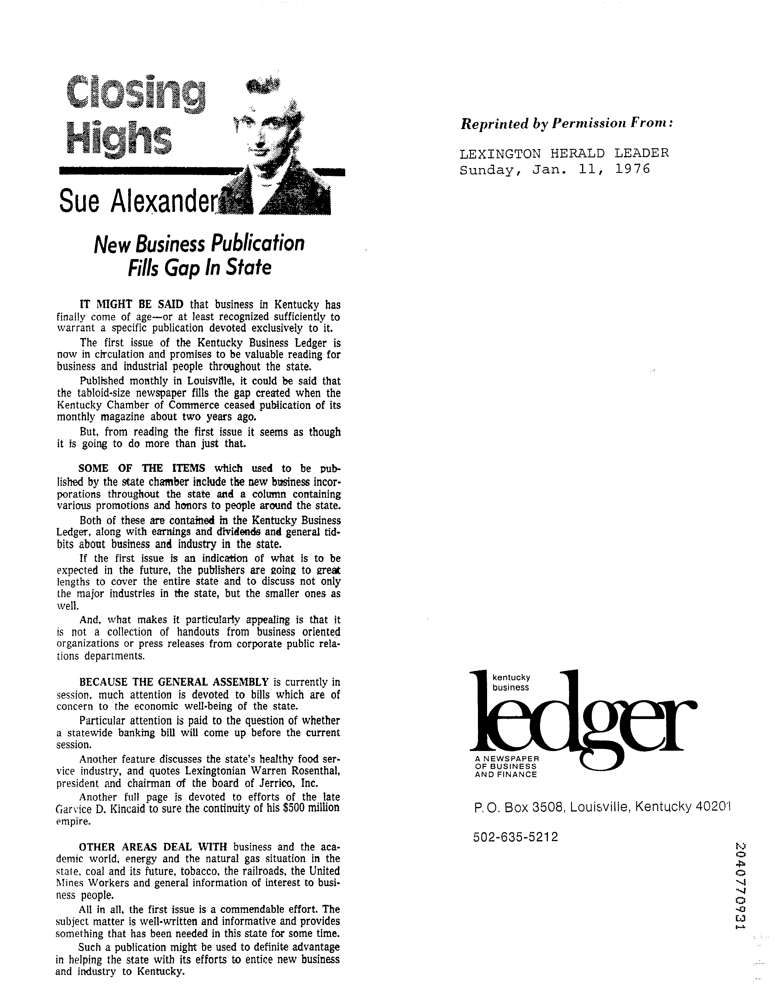 Closing
Highs
Sue Alexander
New Business Publication
Fills Gap In State
IT MIGHT BE SAID that business in Kentucky has
finally come of age—or at least recognized sufficiently to
warrant a specific publication devoted exclusively to it.
The first issue of the Kentucky Business Ledger is
now in circulation and promises to be valuable reading for
business and industrial people throughout the state.
Published monthly in Louisville, it could be said that
the tabloid-size newspaper fills the gap created when the
Kentucky Chamber of Commerce ceased publication of its
monthly magazine about two years ago.
But, from reading the first issue it seems as though
it is going to do more than just that.
SOME OF THE ITEMS which used to be pub-
lished by the state chamber include the new business incor-
porations throughout the state and a column containing
various promotions and honors to people around the state.
Both of these are contained in the Kentucky Business
Ledger, along with earnings and dividends and general tid-
bits about business and industry in the state.
If the first issue is an indication of what is to be
expected in the future, the publishers are going to great
lengths to cover the entire state and to discuss not only
the major industries in the state, but the smaller ones as
well.
And, what makes it particularly appealing is that it
is not a collection of handouts from business oriented
organizations or press releases from corporate public rela-
tions departments.
BECAUSE THE GENERAL ASSEMBLY is currently in
session, much attention is devoted to bills which are of
concern to the economic well-being of the state.
Particular attention is paid to the question of whether
a statewide banking bill will come up before the current
session.
Another feature discusses the state's healthy food ser-
vice industry, and quotes Lexingtonian Warren Rosenthal,
president and chairman of the board of Jerrico, Inc.
Another full page is devoted to efforts of the late
Garvice D. Kincaid to sure the continuity of his $500 million
empire.
OTHER AREAS DEAL WITH business and the aca-
demic world, energy and the natural gas situation in the
state, coal and its future, tobacco, the railroads, the United
Mines Workers and general information of interest to busi-
ness people.
All in all, the first issue is a commendable effort. The
subject matter is well-written and informative and provides
something that has been needed in this state for some time.
Such a publication might be used to definite advantage
in helping the state with its efforts to entice new business
and industry to Kentucky.
Reprinted by Permission From:
LEXINGTON HERALD LEADER
Sunday, Jan. 11, 1976
kentucky
business
ledger
A NEWSPAPER
OF BUSINESS
AND FINANCE
P.O. Box 3508, Louisville, Kentucky 40201
502-635-5212
2040770931